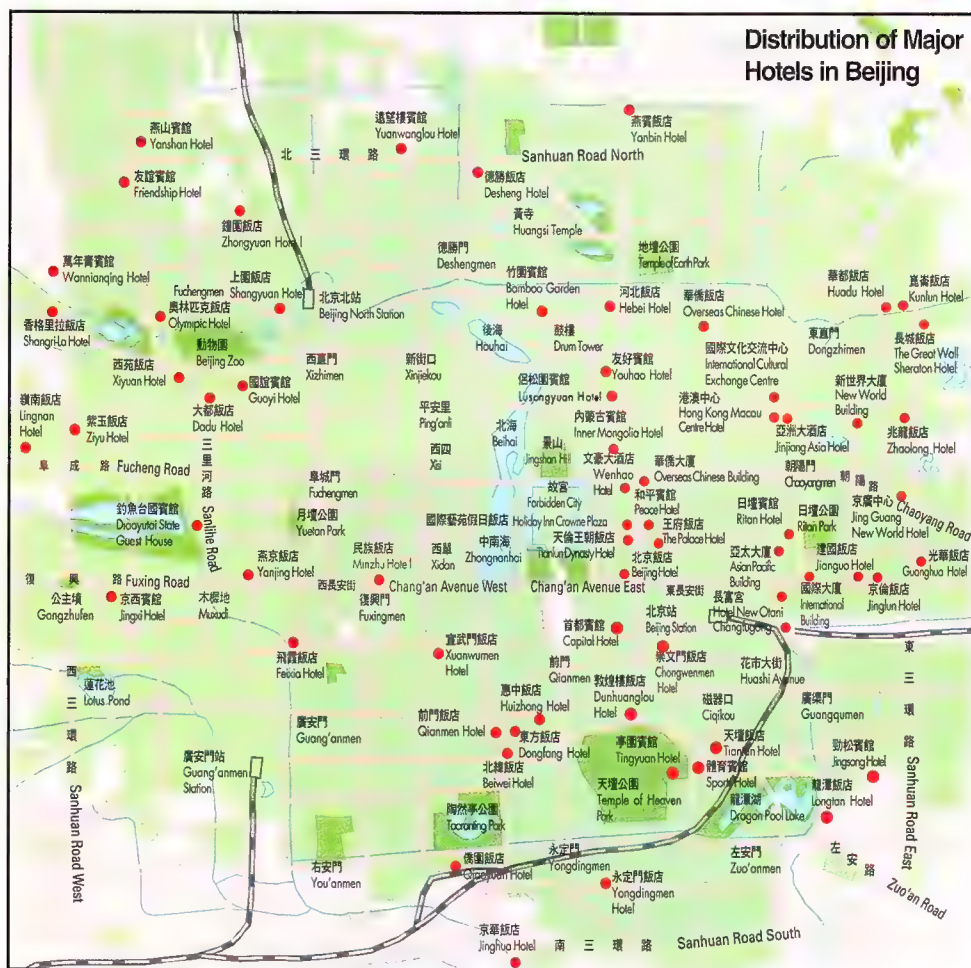 Distribution of Major
Hotels in Beijing
燕山賓館
Yanshan Hotel
遠望樓賓館
Yuanwanglou Hotel
燕賓飯店
Yanbin Hotel
北三環路
Sanhuan Road North
友誼賓館
Friendship Hotel
德勝飯店
Desheng Hotel
鐘園飯店
Zhongyuan Hotel
黃寺
Huangsi Temple
德勝門
Deshengmen
地壇公園
Temple of Earth Park
萬年青賓館
Wannianqing Hotel
Fuchengmen
上園飯店
Shangyuan Hotel
北京北站
Beijing North Station
竹園賓館
Bamboo Garden
Hotel
河北飯店
Hebei Hotel
華僑飯店
Overseas Chinese Hotel
華都飯店
Huadu Hotel
崑崙飯店
Kunlun Hotel
香格里拉飯店
Shangri-La Hotel
奧林匹克飯店
Olympic Hotel
動物園
Beijing Zoo
後海
Houhai
鼓樓
Drum Tower
東直門
Dongzhimen
長城飯店
The Great Wall
Sheraton Hotel
西苑飯店
Xiyuan Hotel
國誼賓館
Guoyi Hotel
西直門
Xizhimen
新街口
Xinjiekou
友好賓館
Youhao Hotel
國際文化交流中心
International Cultural
Exchange Centre
新世界大廈
New World
Building
嶺南飯店
Lingnan
Hotel
紫玉飯店
Ziyu Hotel
大都飯店
Dadu Hotel
平安里
Ping'anli
侶松園賓館
Lusongyuan Hotel
港澳中心
Hong Kong Macau
Centre Hotel
北海
Beihai
內蒙古賓館
Inner Mongolia Hotel
亞洲大酒店
Jinjiang Asia Hotel
兆龍飯店
Zhaolong Hotel
阜成路
Fucheng Road
三里河路
Sanlihe Road
西四
Xisi
景山
Jingshan Hill
文豪大酒店
Wenhao
Hotel
華僑大廈
Overseas Chinese Building
朝陽門
Chaoyangmen
朝陽路
Chaoyang Road
阜城門
Fuchengmen
釣魚台國賓館
Diaoyutai State
Guest House
月壇公園
Yuetan Park
故宮
Forbidden City
和平賓館
Peace Hotel
日壇賓館
Ritan Hotel
日壇公園
Ritan Park
京廣中心
Jing Guang
New World Hotel
國際藝苑假日飯店
Holiday Inn Crowne Plaza
王府飯店
The Palace Hotel
西單
Xidan
中南海
Zhongnanhai
天倫王朝飯店
Tianlun Dynasty Hotel
亞太大廈
Asian Pacific
Building
建國飯店
Jianguo Hotel
光華飯店
Guanghua Hotel
復興路
Fuxing Road
燕京飯店
Yanjing Hotel
民族飯店
Minzhu Hotel
西長安街
Chang'an Avenue West
北京飯店
Beijing Hotel
Chang'an Avenue East
東長安街
公主墳
Gongzhufen
京西賓館
Jingxi Hotel
木樨地
Muxudi
復興門
Fuxingmen
長富宮
Hotel New Otani
Changfugong
國際大廈
International
Building
京倫飯店
Jinglun Hotel
首都賓館
Capital Hotel
北京站
Beijing Station
飛霞飯店
Feixia Hotel
宣武門飯店
Xuanwumen
Hotel
前門
Qianmen
崇文門飯店
Chongwenmen
Hotel
花市大街
Huashi Avenue
西三環路
Sanhuan Road West
蓮花池
Lotus Pond
東三環路
Sanhuan Road East
惠中飯店
Huizhong Hotel
敦煌樓飯店
Dunhuanglou
Hotel
磁器口
Ciqikou
廣渠門
Guangqumen
廣安門
Guang'anmen
前門飯店
Qianmen Hotel
東方飯店
Dongfang Hotel
廣安門站
Guang'anmen
Station
北緯飯店
Beiwei Hotel
亭園賓館
Tingyuan Hotel
天壇飯店
Tiantan Hotel
體育賓館
Sports Hotel
勁松賓館
Jingsong Hotel
天壇公園
Temple of Heaven
Park
龍潭湖
Dragon Pool Lake
龍潭飯店
Longtan Hotel
陶然亭公園
Taoranting Park
右安門
You'anmen
僑園飯店
Qiaoyuan Hotel
永定門
Yongdingmen
左安門
Zuo'anmen
左安路
Zuo'an Road
永定門飯店
Yongdingmen
Hotel
京華飯店
Jinghua Hotel
南三環路
Sanhuan Road South